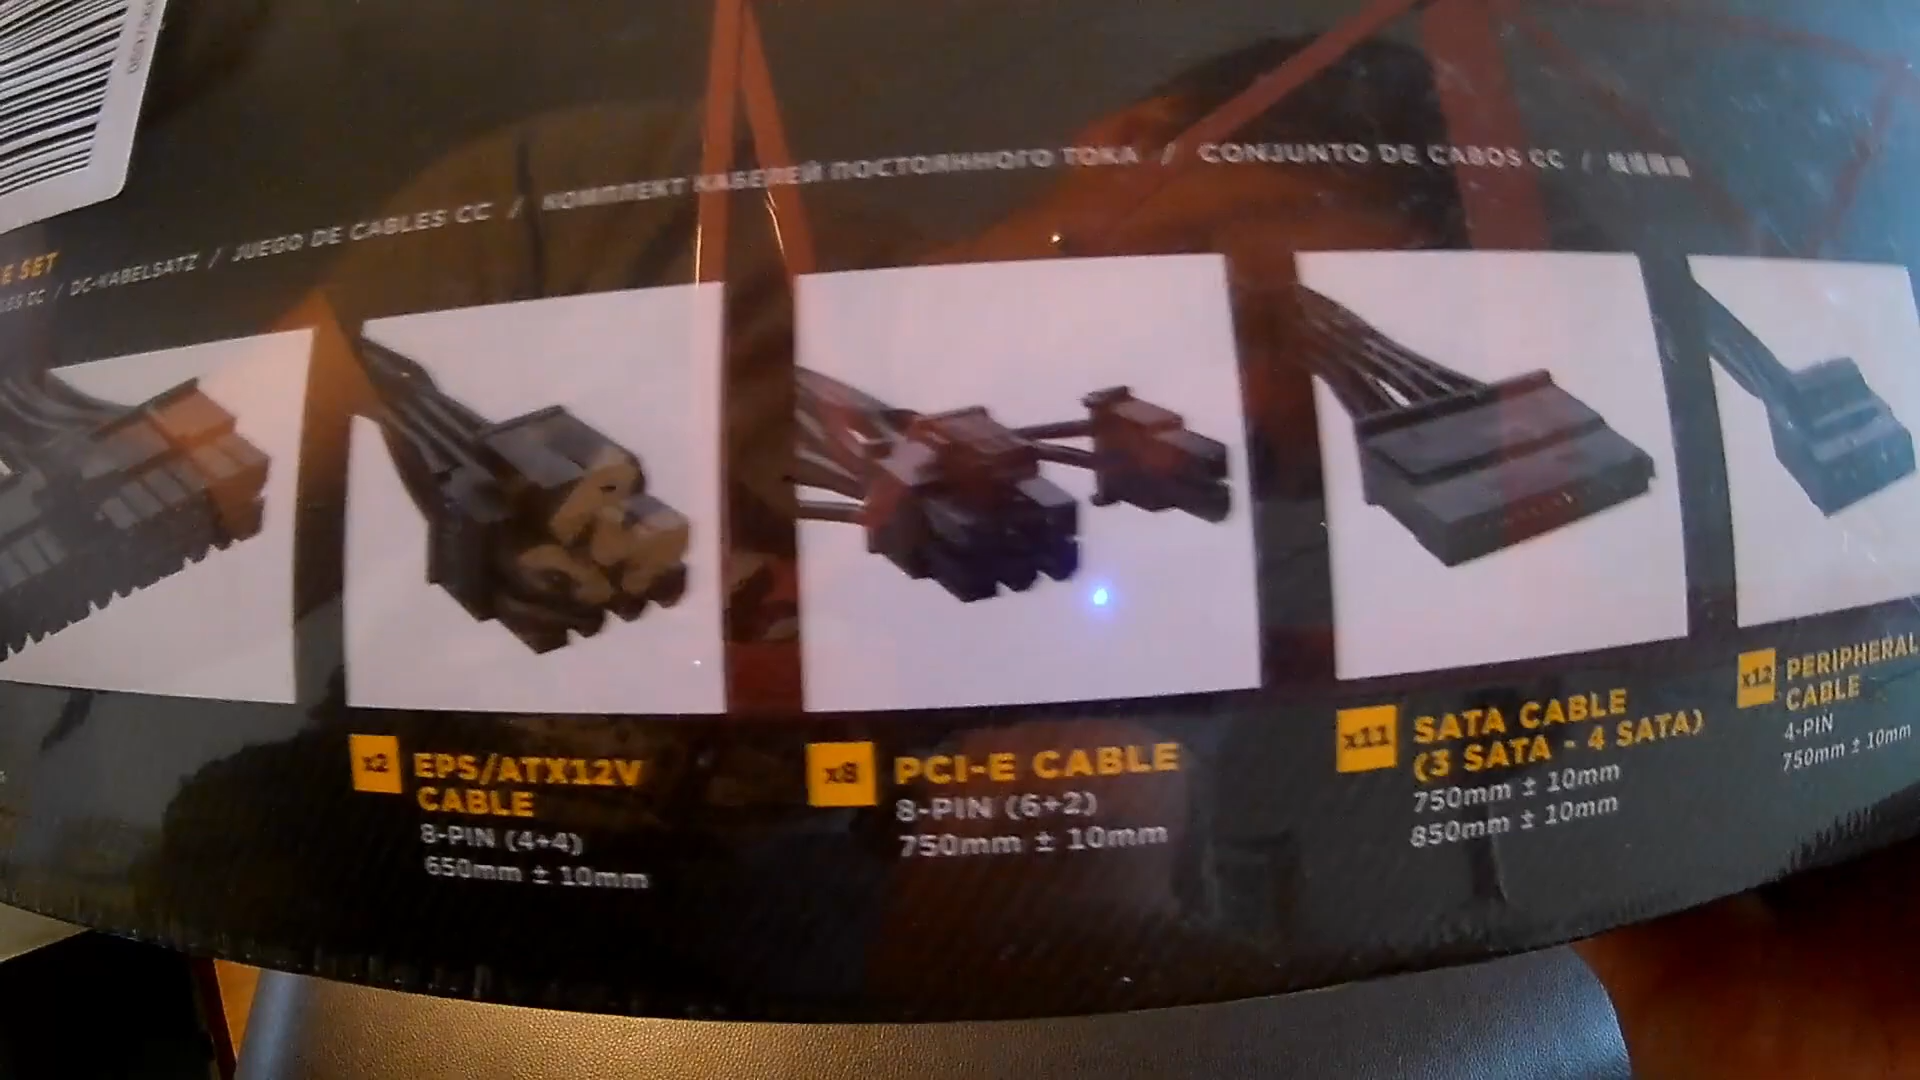 КОМПЛЕКТ КАБЕЛЕЙ ПОСТОЯННОГО ТОКА / CONJUNTO DE CABOS CC /
E SET
DC-KABELSATZ / JUEGO DE CABLES CC /
x2 EPS/ATX12V
CABLE
8-PIN (4+4)
650mm ± 10mm
x8 PCI-E CABLE
8-PIN (6+2)
750mm ± 10mm
x11 SATA CABLE
(3 SATA - 4 SATA)
750mm ± 10mm
850mm ± 10mm
x12 PERIPHERAL
CABLE
4-PIN
750mm ± 10mm